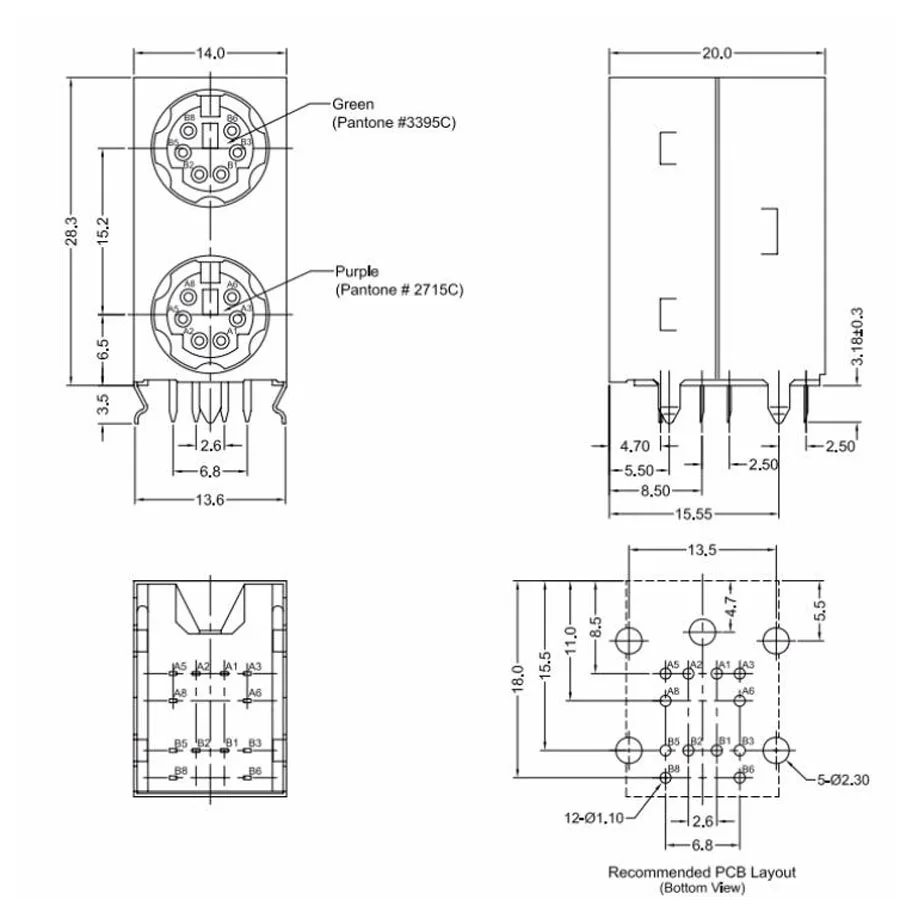 14.0
Green
(Pantone #3395C)
B8
B6
B5
B3
B2
B1
28.3
15.2
Purple
(Pantone # 2715C)
A8
A6
A5
A3
A2
A1
6.5
3.5
2.6
6.8
13.6
20.0
3.18±0.3
4.70
2.50
5.50
2.50
8.50
15.55
A5
A2
A1
A3
A8
A6
B5
B2
B1
B3
B8
B6
13.5
4.7
5.5
8.5
11.0
15.5
18.0
A5
A2
A1
A3
A8
A6
B5
B2
B1
B3
B8
B6
5-Ø2.30
12-Ø1.10
2.6
6.8
Recommended PCB Layout
(Bottom View)